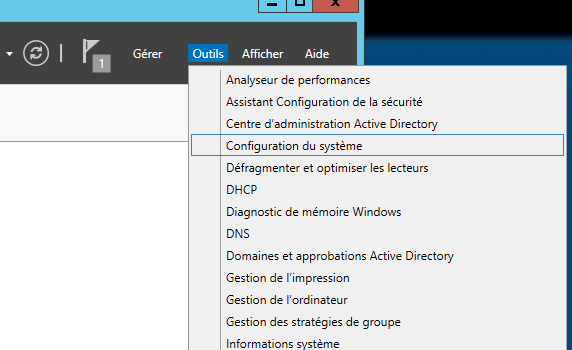 1
Gérer
Outils
Afficher
Aide
Analyseur de performances
Assistant Configuration de la sécurité
Centre d'administration Active Directory
Configuration du système
Défragmenter et optimiser les lecteurs
DHCP
Diagnostic de mémoire Windows
DNS
Domaines et approbations Active Directory
Gestion de l'impression
Gestion de l'ordinateur
Gestion des stratégies de groupe
Informations système